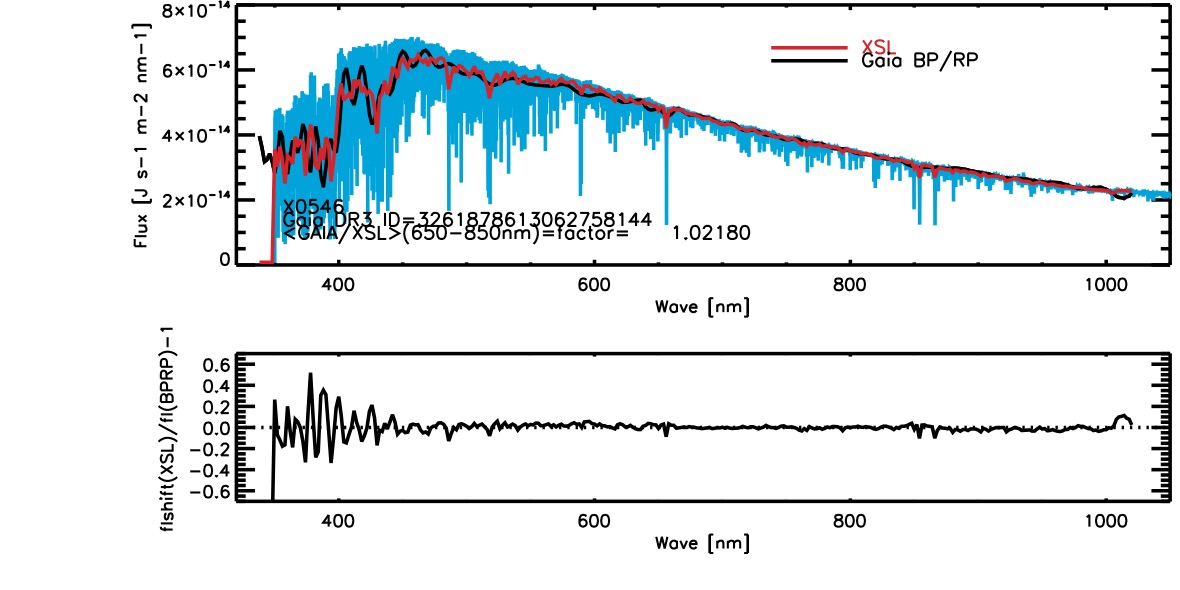 8×10−14
6×10−14
4×10−14
2×10−14
0
Flux [J s−1 m−2 nm−1]
XSL
Gaia BP/RP
X0546
Gaia DR3 ID=3261878613062758144
<GAIA/XSL>(650−850nm)=factor= 1.02180
400 600 800 1000
Wave [nm]
flshift(XSL)/fl(BPRP)−1
0.6
0.4
0.2
0.0
−0.2
−0.4
−0.6
400 600 800 1000
Wave [nm]